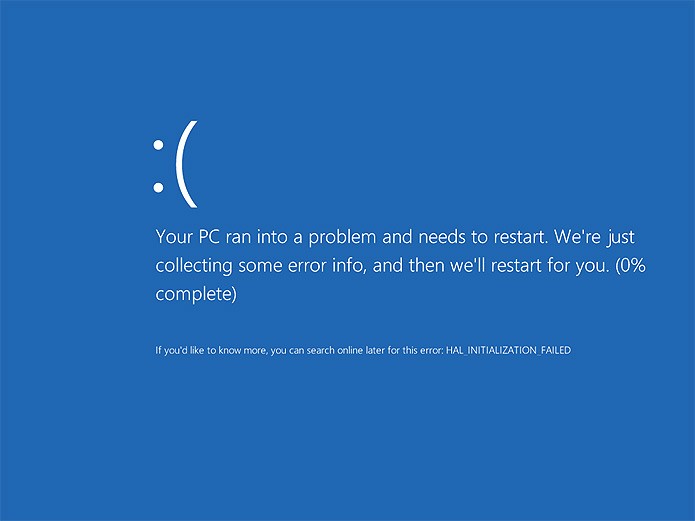 :(
Your PC ran into a problem and needs to restart. We're just
collecting some error info, and then we'll restart for you. (0%
complete)
If you'd like to know more, you can search online later for this error: HAL_INITIALIZATION_FAILED